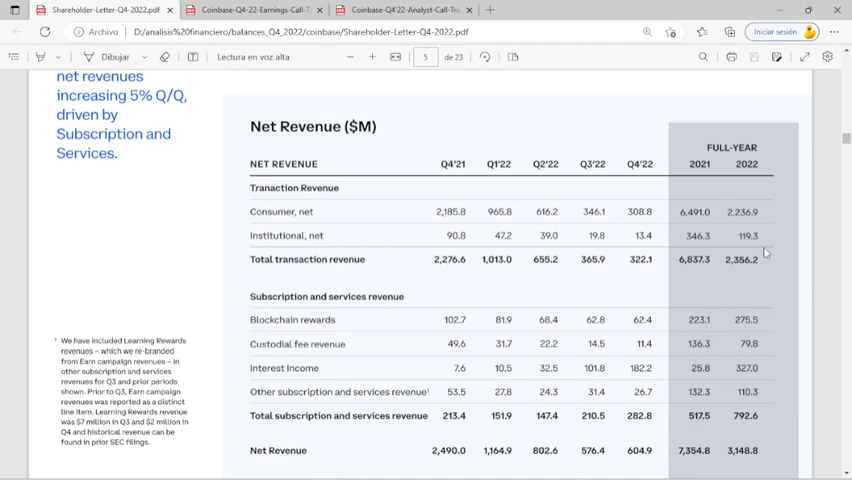 Shareholder-Letter-Q4-2022.pdf
Coinbase-Q4-22-Earnings-Call-T
Coinbase-Q4'22-Analyst-Call-Tra
Archivo
D:/analisis%20financiero/balances_Q4_2022/coinbase/Shareholder-Letter-Q4-2022.pdf
Iniciar sesión
Dibujar
Lectura en voz alta
5 de 23
net revenues
increasing 5% Q/Q,
driven by
Subscription and
Services.
Net Revenue ($M)
FULL-YEAR
NET REVENUE Q4'21 Q1'22 Q2'22 Q3'22 Q4'22 2021 2022
Tranaction Revenue
Consumer, net 2,185.8 965.8 616.2 346.1 308.8 6,491.0 2,236.9
Institutional, net 90.8 47.2 39.0 19.8 13.4 346.3 119.3
Total transaction revenue 2,276.6 1,013.0 655.2 365.9 322.1 6,837.3 2,356.2
Subscription and services revenue
Blockchain rewards 102.7 81.9 68.4 62.8 62.4 223.1 275.5
Custodial fee revenue 49.6 31.7 22.2 14.5 11.4 136.3 79.8
Interest Income 7.6 10.5 32.5 101.8 182.2 25.8 327.0
Other subscription and services revenue¹ 53.5 27.8 24.3 31.4 26.7 132.3 110.3
Total subscription and services revenue 213.4 151.9 147.4 210.5 282.8 517.5 792.6
Net Revenue 2,490.0 1,164.9 802.6 576.4 604.9 7,354.8 3,148.8
¹ We have included Learning Rewards
revenues – which we re-branded
from Earn campaign revenues – in
other subscription and services
revenues for Q3 and prior periods
shown. Prior to Q3, Earn campaign
revenues was reported as a distinct
line item. Learning Rewards revenue
was $7 million in Q3 and $2 million in
Q4 and historical revenue can be
found in prior SEC filings.